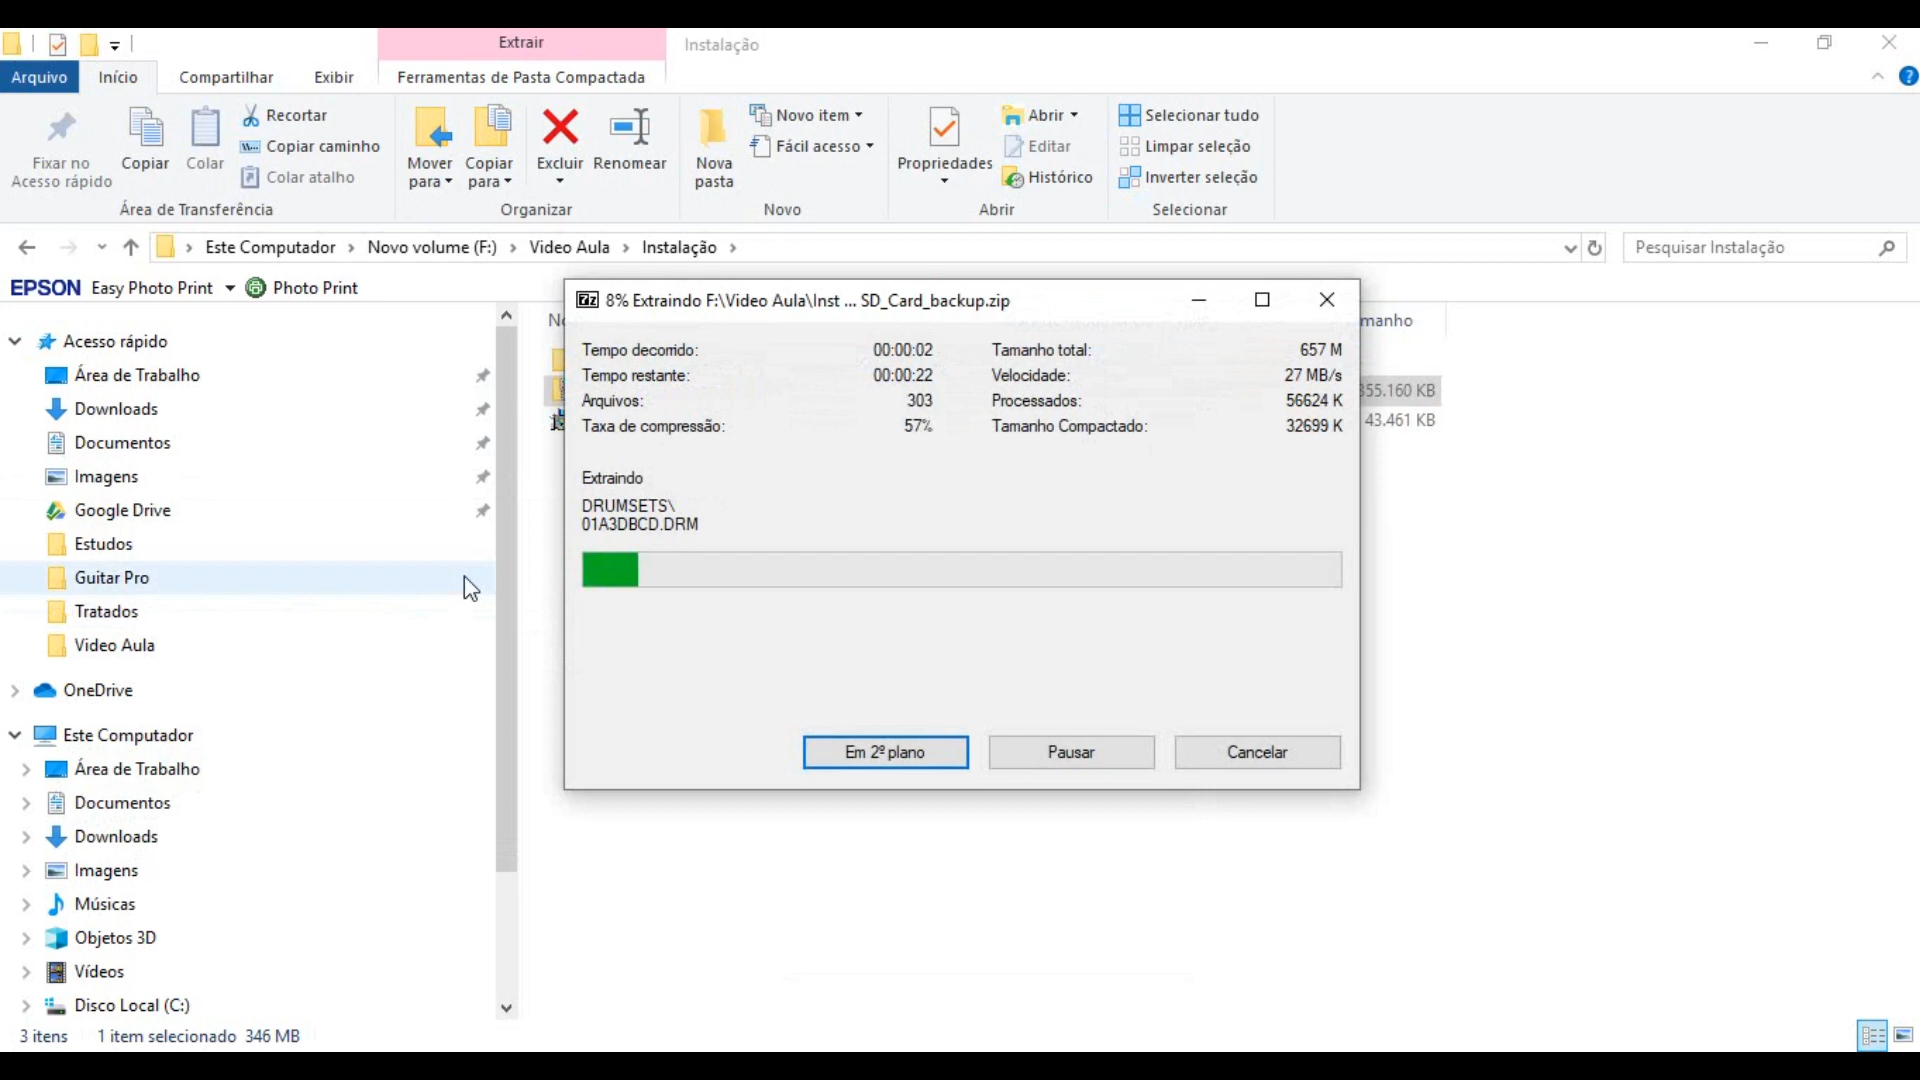 Extrair
Instalação
Arquivo
Início
Compartilhar
Exibir
Ferramentas de Pasta Compactada
Fixar no
Acesso rápido
Copiar
Colar
Recortar
Copiar caminho
Colar atalho
Área de Transferência
Mover
para
Copiar
para
Excluir
Renomear
Organizar
Nova
pasta
Novo item
Fácil acesso
Novo
Propriedades
Abrir
Editar
Histórico
Abrir
Selecionar tudo
Limpar seleção
Inverter seleção
Selecionar
Este Computador > Novo volume (F:) > Video Aula > Instalação >
Pesquisar Instalação
EPSON Easy Photo Print
Photo Print
Acesso rápido
Área de Trabalho
Downloads
Documentos
Imagens
Google Drive
Estudos
Guitar Pro
Tratados
Video Aula
OneDrive
Este Computador
Área de Trabalho
Documentos
Downloads
Imagens
Músicas
Objetos 3D
Vídeos
Disco Local (C:)
3 itens
1 item selecionado 346 MB
355.160 KB
43.461 KB
7z 8% Extraindo F:\Video Aula\Inst ... SD_Card_backup.zip
Tempo decorrido: 00:00:02
Tamanho total: 657 M
Tempo restante: 00:00:22
Velocidade: 27 MB/s
Arquivos: 303
Processados: 56624 K
Taxa de compressão: 57%
Tamanho Compactado: 32699 K
Extraindo
DRUMSETS\
01A3DBCD.DRM
Em 2º plano
Pausar
Cancelar